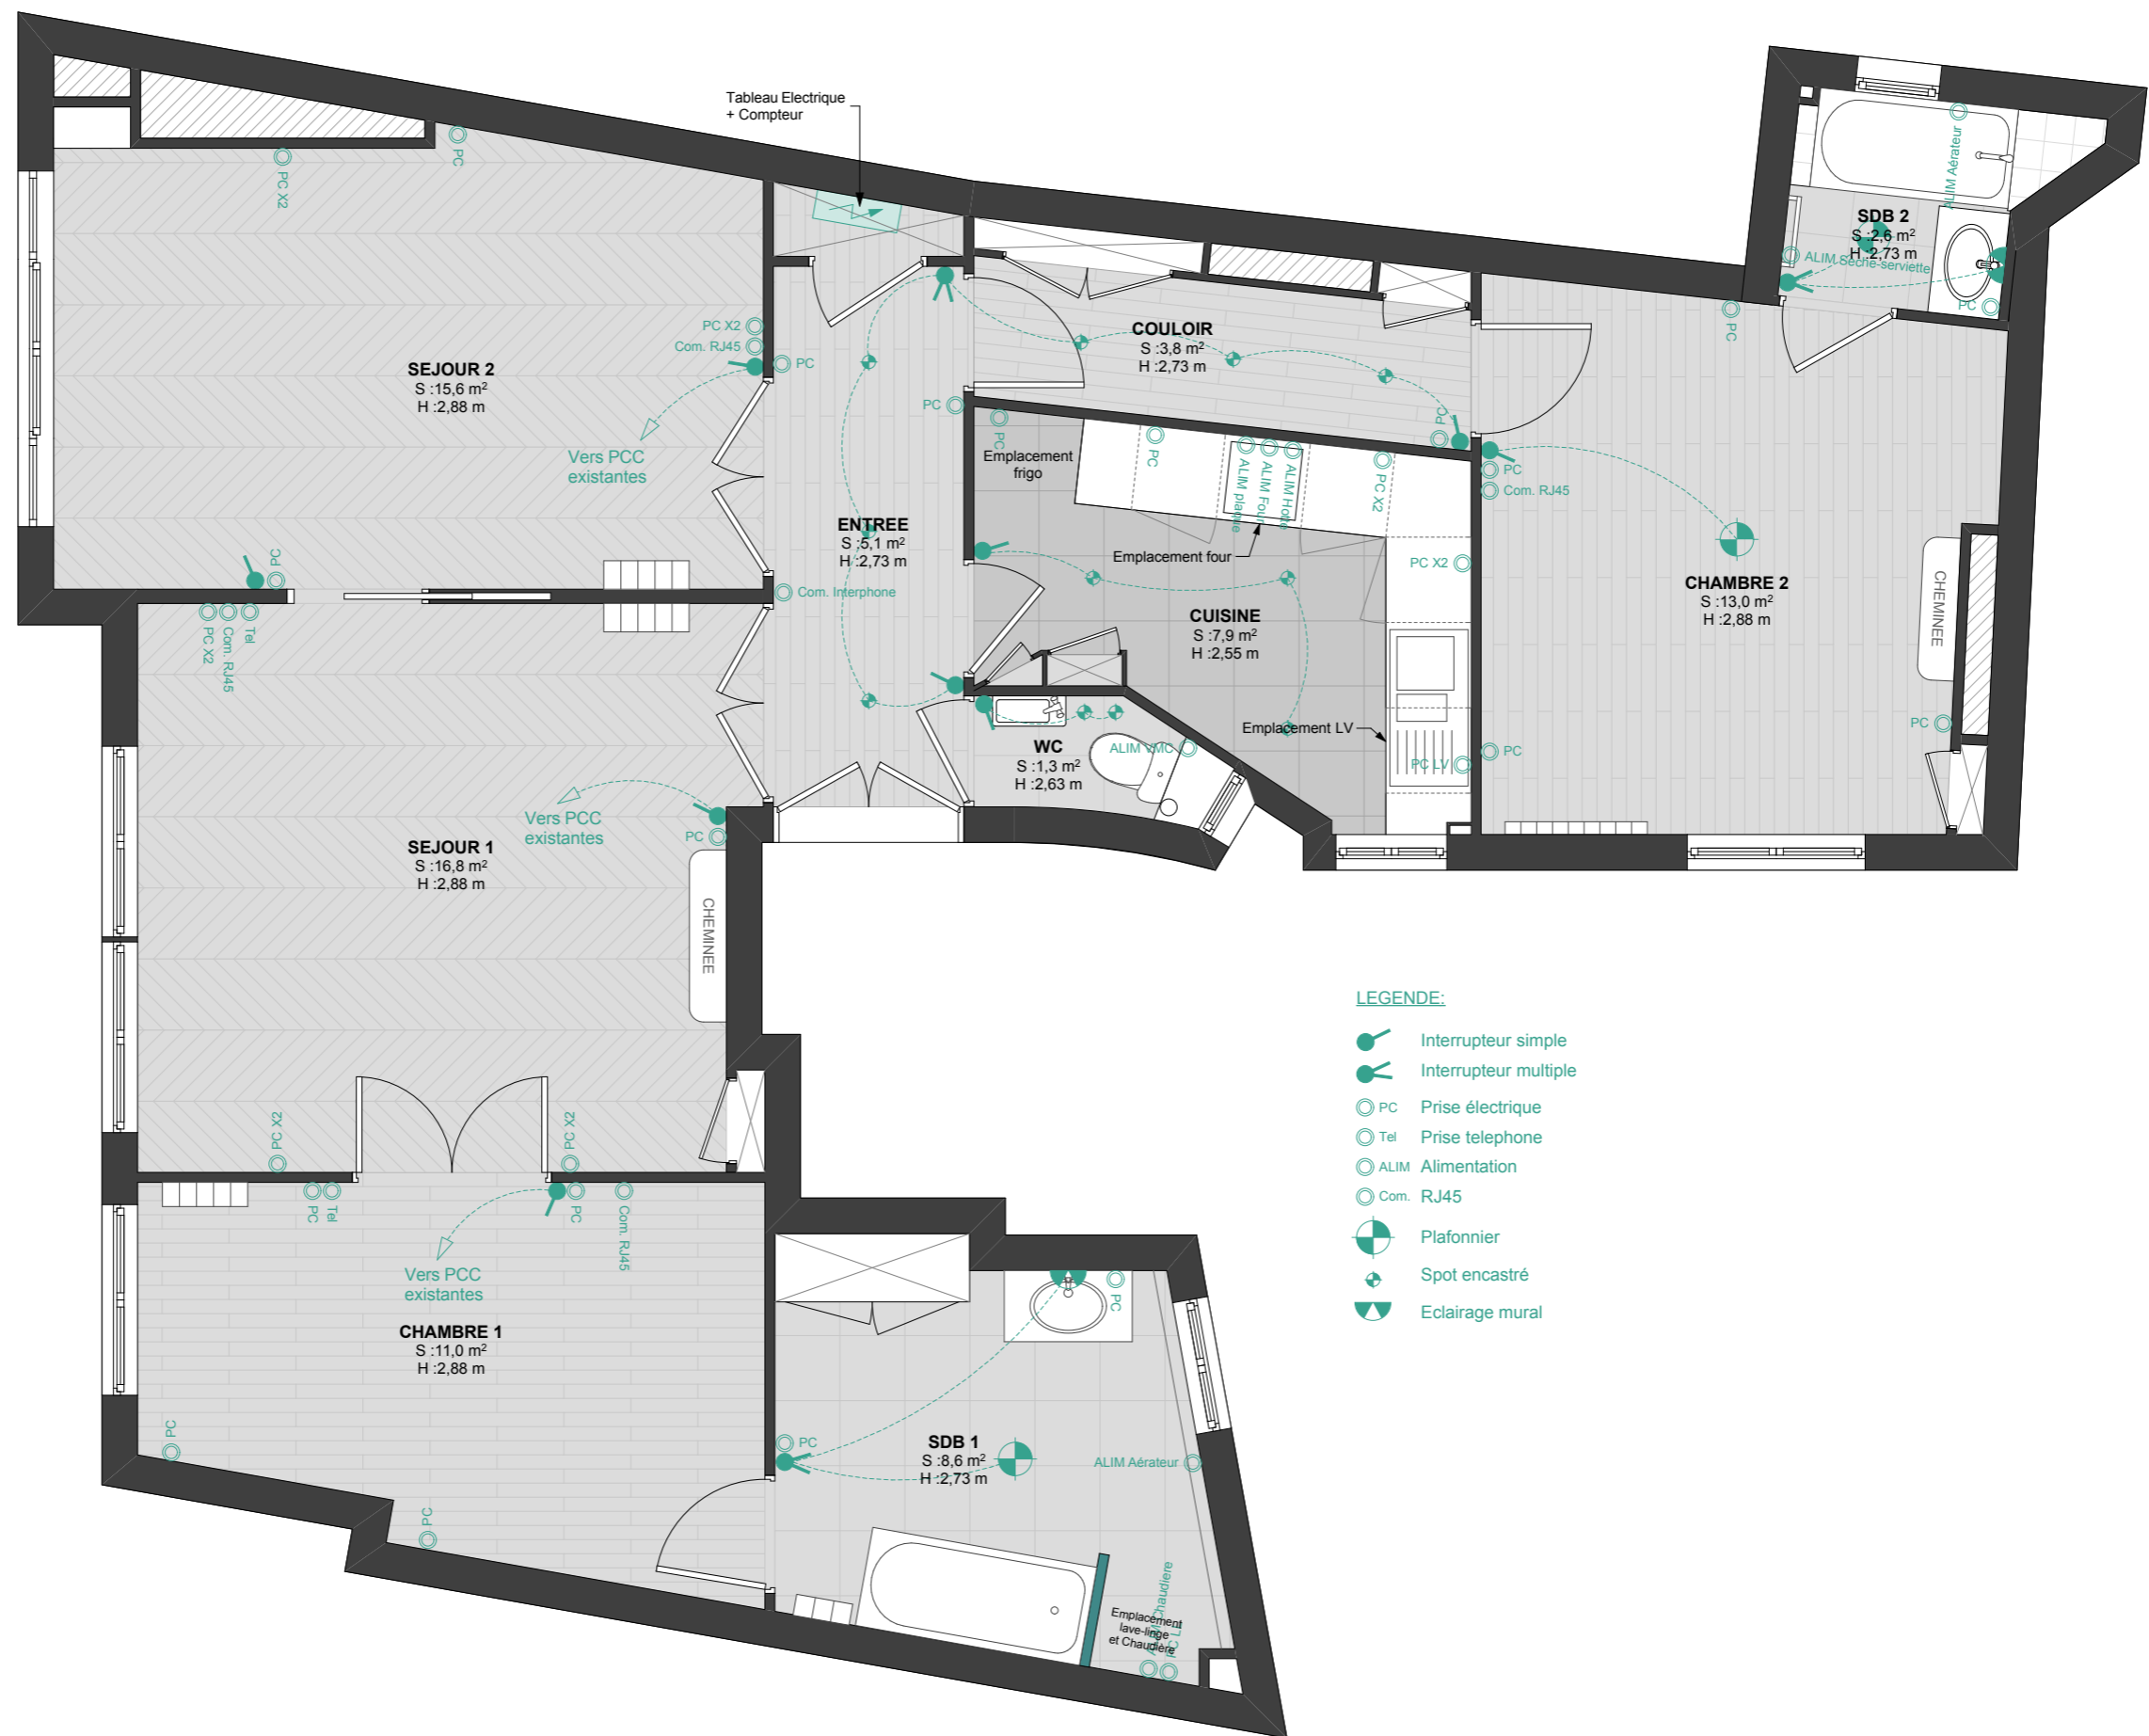 Tableau Electrique
+ Compteur
PC
PC X2
SEJOUR 2
S :15,6 m²
H :2,88 m
PC X2
Com. RJ45
PC
Vers PCC
existantes
PC
PC X2
Com. RJ45
Tel
ENTREE
S :5,1 m²
H :2,73 m
PC
Com. Interphone
COULOIR
S :3,8 m²
H :2,73 m
PC
SDB 2
S :2,6 m²
H :2,73 m
ALIM Aérateur
ALIM Sèche-serviette
PC
PC
PC
Emplacement
frigo
PC
ALIM plaque
ALIM Four
ALIM Hotte
PC X2
Emplacement four
PC X2
CUISINE
S :7,9 m²
H :2,55 m
Emplacement LV
PC LV
PC
Com. RJ45
CHAMBRE 2
S :13,0 m²
H :2,88 m
CHEMINEE
PC
PC
WC
S :1,3 m²
H :2,63 m
ALIM VMC
Vers PCC
existantes
PC
SEJOUR 1
S :16,8 m²
H :2,88 m
CHEMINEE
PC X2
PC X2
PC
Tel
PC
Com. RJ45
Vers PCC
existantes
CHAMBRE 1
S :11,0 m²
H :2,88 m
PC
PC
PC
PC
SDB 1
S :8,6 m²
H :2,73 m
ALIM Aérateur
ALIM Chaudiere
PC LL
Emplacement
lave-linge
et Chaudière
LEGENDE:
Interrupteur simple
Interrupteur multiple
PC Prise électrique
Tel Prise telephone
ALIM Alimentation
Com. RJ45
Plafonnier
Spot encastré
Eclairage mural